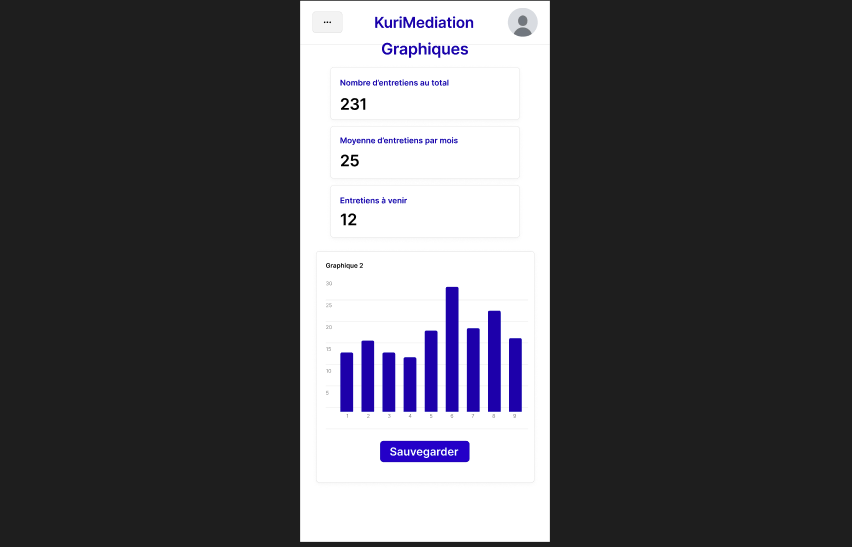 ...
KuriMediation
Graphiques
Nombre d'entretiens au total
231
Moyenne d'entretiens par mois
25
Entretiens à venir
12
Graphique 2
30
25
20
15
10
5
1 2 3 4 5 6 7 8 9
Sauvegarder